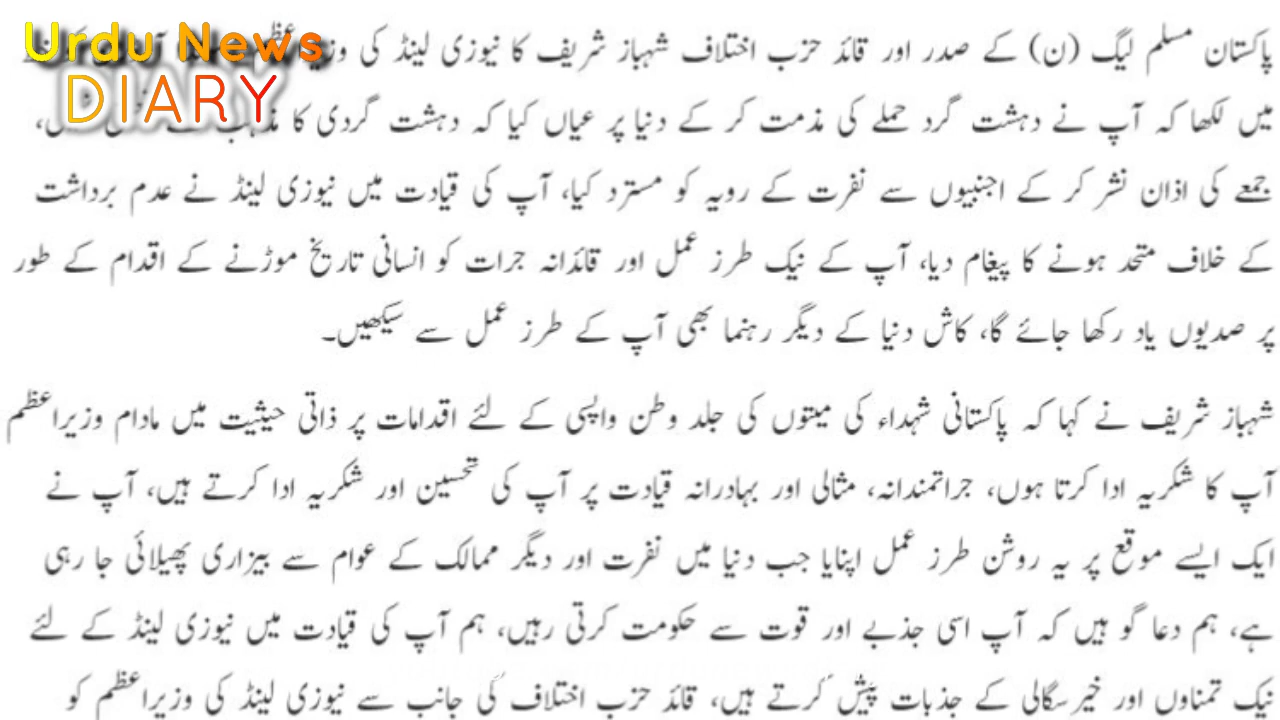 Urdu News
DIARY
پاکستان مسلم لیگ (ن) کے صدر اور قائد حزب اختلاف شہباز شریف کا نیوزی لینڈ کی
میں لکھا کہ آپ نے دہشت گرد حملے کی مذمت کر کے دنیا پر عیاں کیا کہ دہشت گردی کا
جمعے کی اذان نشر کر کے اجنبیوں سے نفرت کے رویہ کو مسترد کیا، آپ کی قیادت میں نیوزی لینڈ نے عدم برداشت
کے خلاف متحد ہونے کا پیغام دیا، آپ کے نیک طرز عمل اور قائدانہ جرات کو انسانی تاریخ موڑنے کے اقدام کے طور
پر صدیوں یاد رکھا جائے گا، کاش دنیا کے دیگر رہنما بھی آپ کے طرز عمل سے سیکھیں۔
شہباز شریف نے کہا کہ پاکستانی شہداء کی میتوں کی جلد وطن واپسی کے لئے اقدامات پر ذاتی حیثیت میں مادام وزیراعظم
آپ کا شکریہ ادا کرتا ہوں، جراتمندانہ، مثالی اور بہادرانہ قیادت پر آپ کی تحسین اور شکریہ ادا کرتے ہیں، آپ نے
ایک ایسے موقع پر یہ روشن طرز عمل اپنایا جب دنیا میں نفرت اور دیگر ممالک کے عوام سے بیزاری پھیلائی جا رہی
ہے، ہم دعا گو ہیں کہ آپ اسی جذبے اور قوت سے حکومت کرتی رہیں، ہم آپ کی قیادت میں نیوزی لینڈ کے لئے
نیک تمناوں اور خیرسگالی کے جذبات پیش کرتے ہیں، قائد حزب اختلاف کی جانب سے نیوزی لینڈ کی وزیراعظم کو